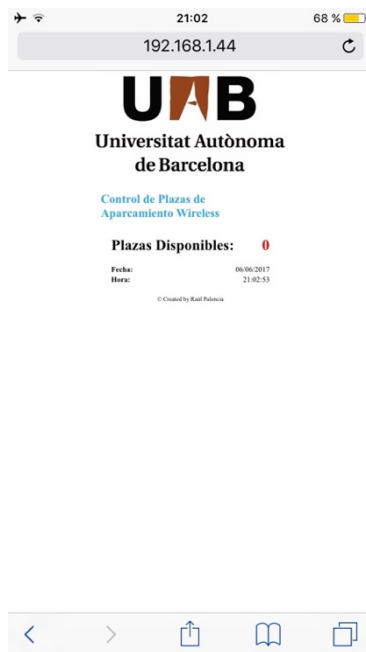 21:02
68 %
192.168.1.44
UAB
Universitat Autònoma
de Barcelona
Control de Plazas de
Aparcamiento Wireless
Plazas Disponibles: 0
Fecha: 06/06/2017
Hora: 21:02:53
© Created by Raúl Palencia